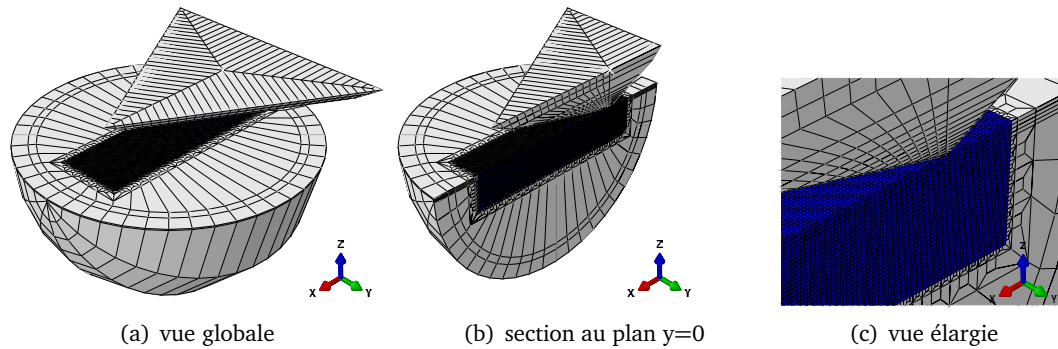 Z
X
Y
Z
X
Y
Z
X
Y
(a) vue globale
(b) section au plan y=0
(c) vue élargie